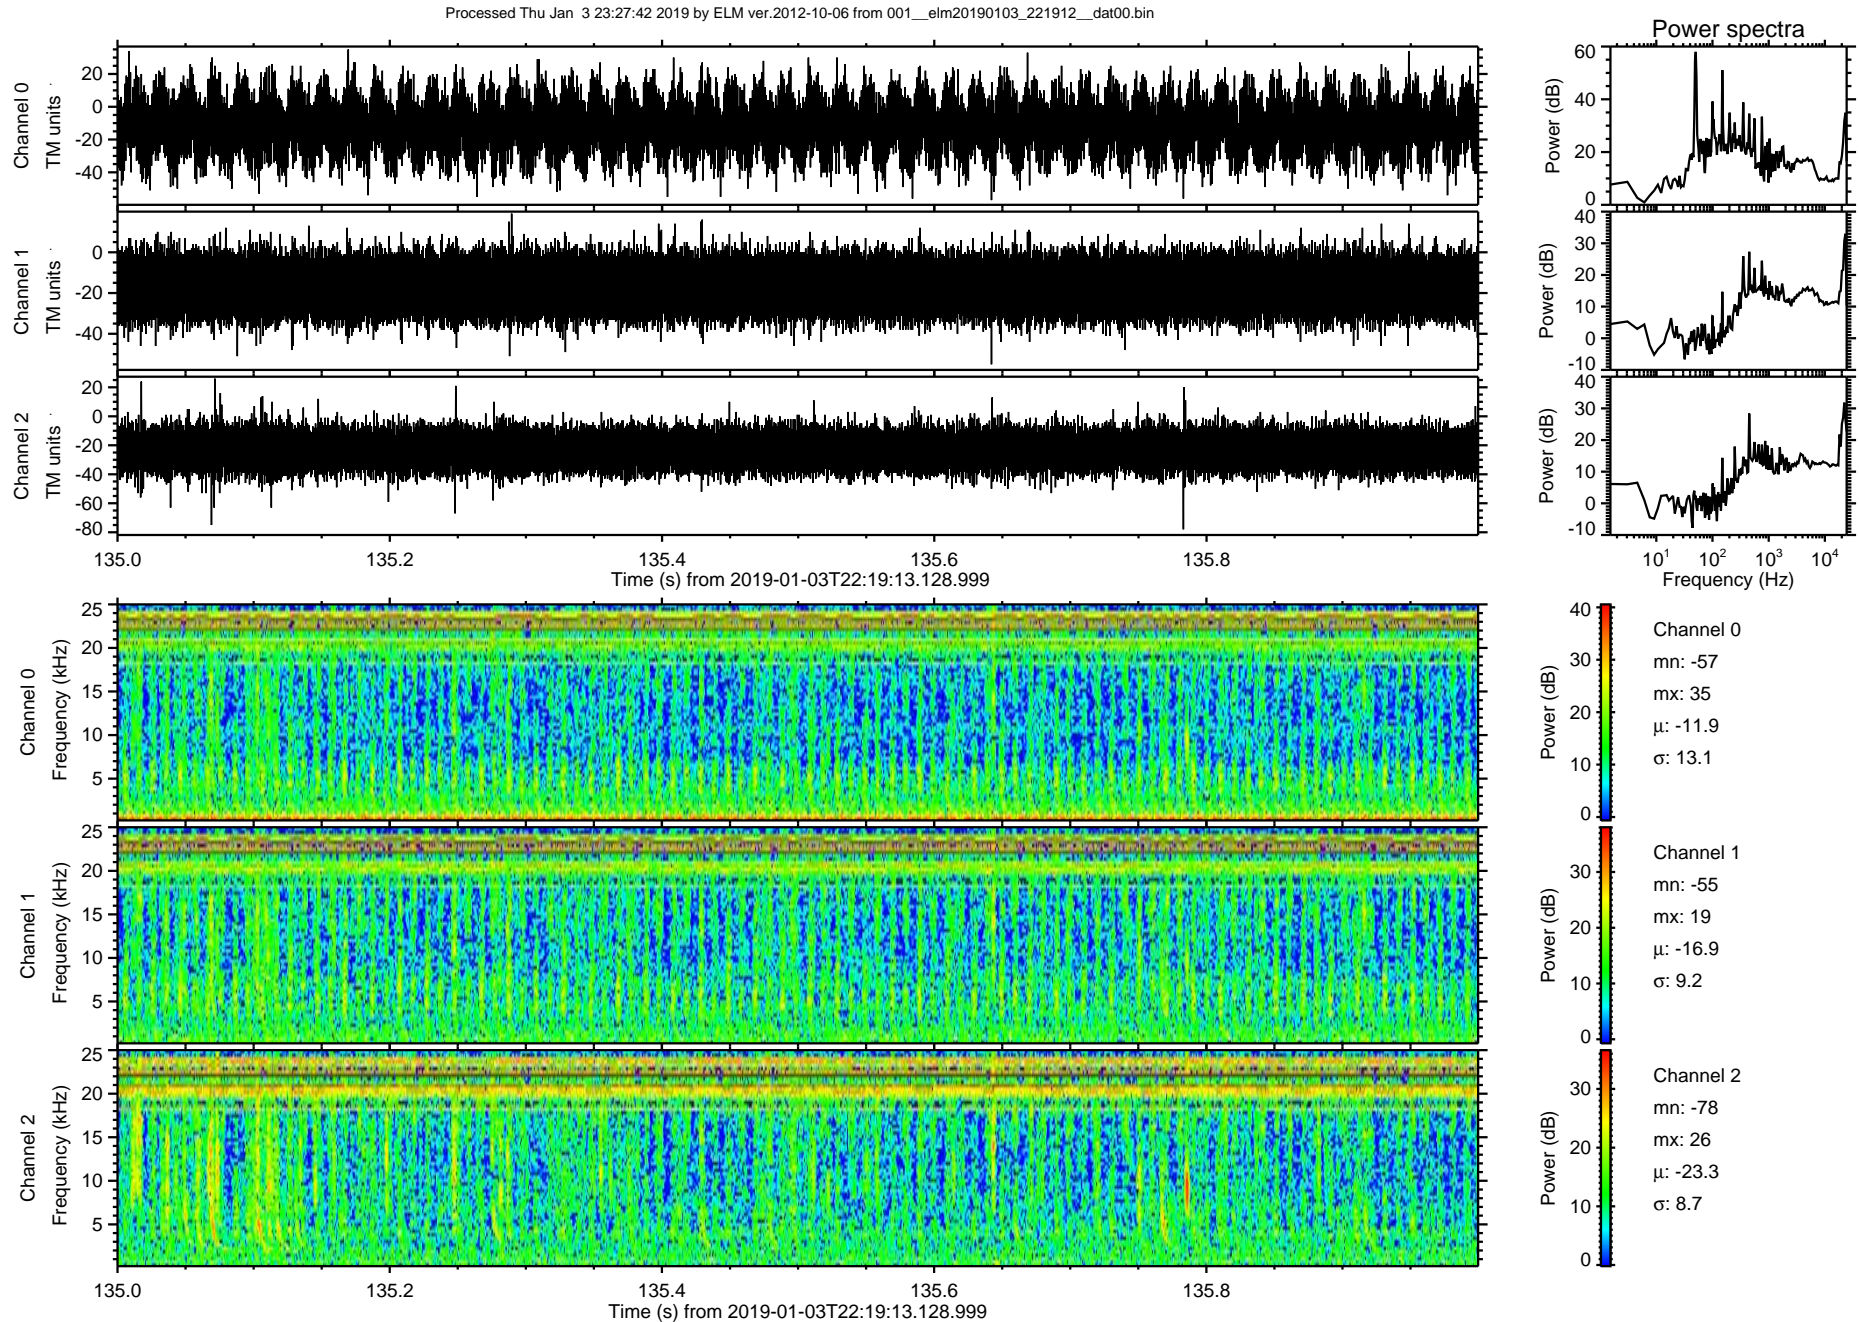 Processed Thu Jan  3 23:27:42 2019 by ELM ver.2012-10-06 from 001__elm20190103_221912__dat00.bin
Power spectra
Channel 0
TM units
20
0
-20
-40
Power (dB)
60
40
20
0
Channel 1
TM units
0
-20
-40
Power (dB)
40
30
20
10
0
-10
Channel 2
TM units
20
0
-20
-40
-60
-80
Power (dB)
40
30
20
10
0
-10
135.0 135.2 135.4 135.6 135.8
Time (s) from 2019-01-03T22:19:13.128.999
10^1 10^2 10^3 10^4
Frequency (Hz)
Channel 0
Frequency (kHz)
25
20
15
10
5
Power (dB)
40
30
20
10
0
Channel 0
mn: -57
mx: 35
μ: -11.9
σ: 13.1
Channel 1
Frequency (kHz)
25
20
15
10
5
Power (dB)
30
20
10
0
Channel 1
mn: -55
mx: 19
μ: -16.9
σ: 9.2
Channel 2
Frequency (kHz)
25
20
15
10
5
Power (dB)
30
20
10
0
Channel 2
mn: -78
mx: 26
μ: -23.3
σ: 8.7
135.0 135.2 135.4 135.6 135.8
Time (s) from 2019-01-03T22:19:13.128.999